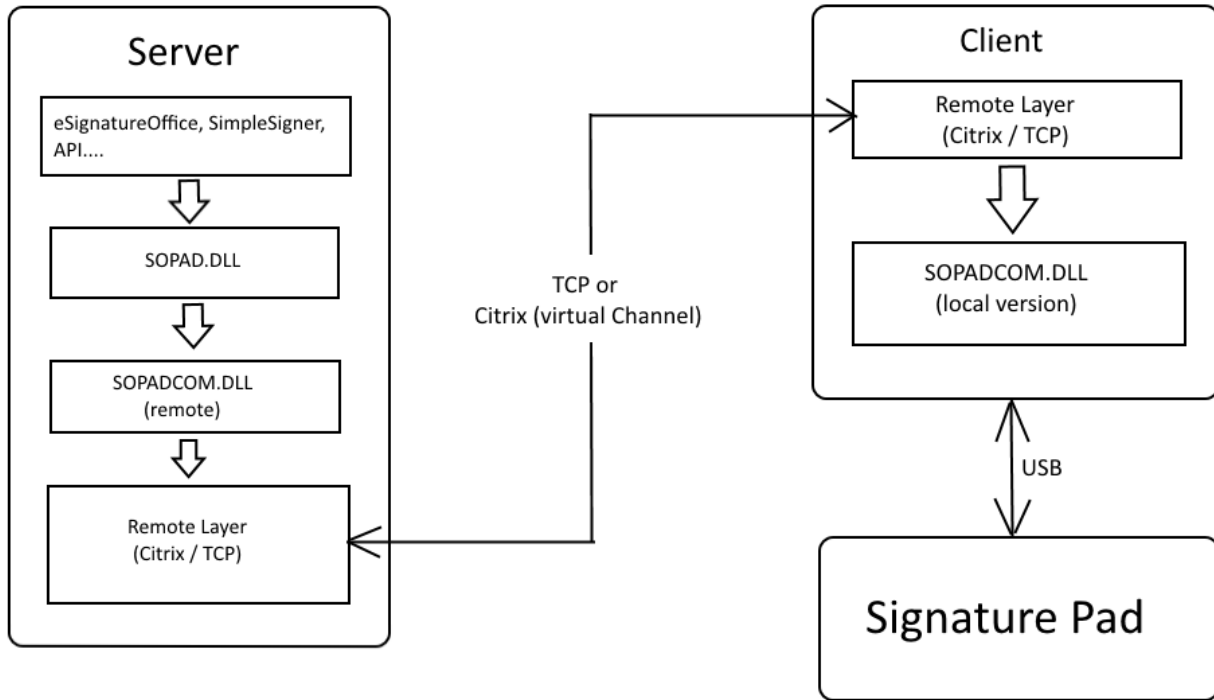 Server
eSignatureOffice, SimpleSigner,
API....
SOPAD.DLL
SOPADCOM.DLL
(remote)
Remote Layer
(Citrix / TCP)
TCP or
Citrix (virtual Channel)
Client
Remote Layer
(Citrix / TCP)
SOPADCOM.DLL
(local version)
USB
Signature Pad